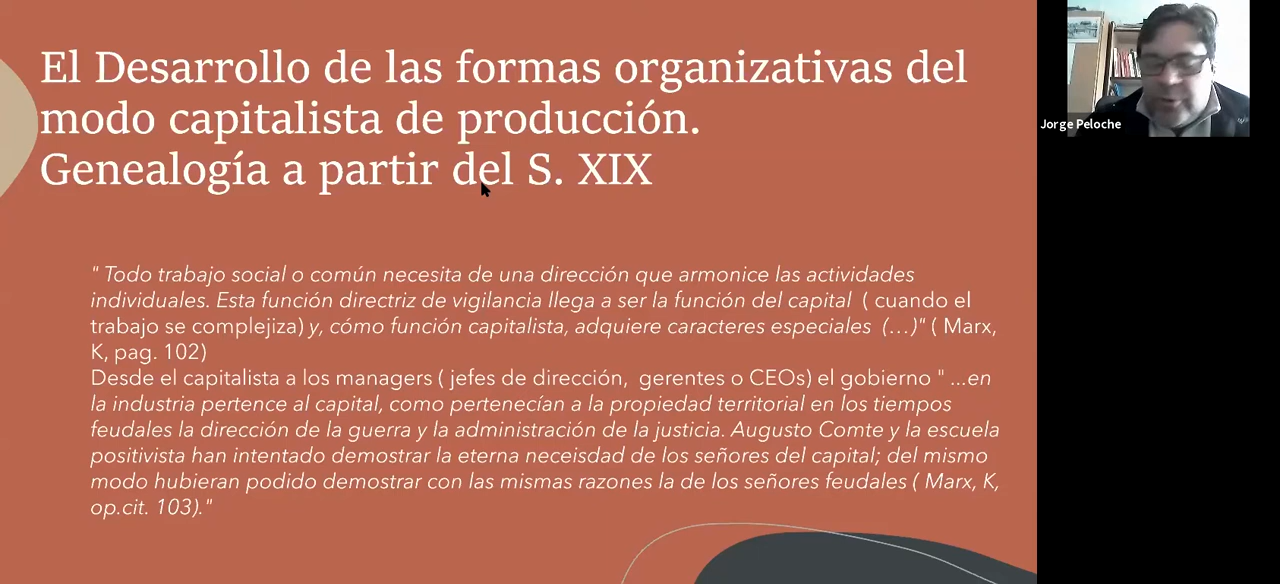 El Desarrollo de las formas organizativas del
modo capitalista de producción.
Genealogía a partir del S. XIX
" Todo trabajo social o común necesita de una dirección que armonice las actividades
individuales. Esta función directriz de vigilancia llega a ser la función del capital ( cuando el
trabajo se complejiza) y, cómo función capitalista, adquiere caracteres especiales (...)" ( Marx,
K, pag. 102)
Desde el capitalista a los managers ( jefes de dirección, gerentes o CEOs) el gobierno " ...en
la industria pertence al capital, como pertenecían a la propiedad territorial en los tiempos
feudales la dirección de la guerra y la administración de la justicia. Augusto Comte y la escuela
positivista han intentado demostrar la eterna neceisdad de los señores del capital; del mismo
modo hubieran podido demostrar con las mismas razones la de los señores feudales ( Marx, K,
op.cit. 103)."
Jorge Peloche